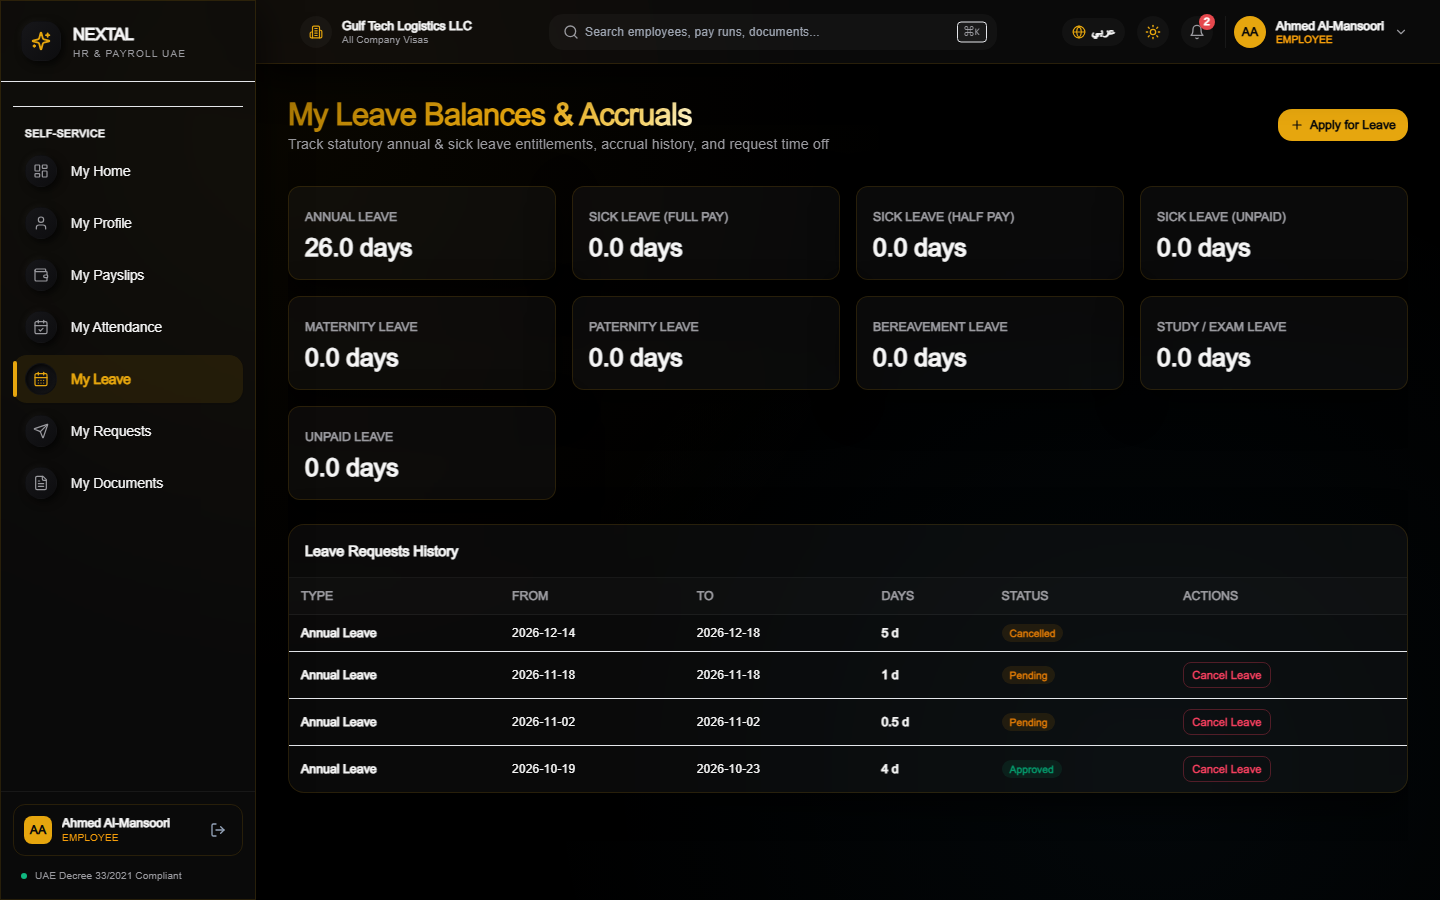 NEXTAL
HR & PAYROLL UAE
Gulf Tech Logistics LLC
All Company Visas
Search employees, pay runs, documents...
⌘K
عربي
2
AA
Ahmed Al-Mansoori
EMPLOYEE
SELF-SERVICE
My Home
My Profile
My Payslips
My Attendance
My Leave
My Requests
My Documents
AA
Ahmed Al-Mansoori
EMPLOYEE
UAE Decree 33/2021 Compliant
My Leave Balances & Accruals
Track statutory annual & sick leave entitlements, accrual history, and request time off
+ Apply for Leave
ANNUAL LEAVE
26.0 days
SICK LEAVE (FULL PAY)
0.0 days
SICK LEAVE (HALF PAY)
0.0 days
SICK LEAVE (UNPAID)
0.0 days
MATERNITY LEAVE
0.0 days
PATERNITY LEAVE
0.0 days
BEREAVEMENT LEAVE
0.0 days
STUDY / EXAM LEAVE
0.0 days
UNPAID LEAVE
0.0 days
Leave Requests History
TYPE FROM TO DAYS STATUS ACTIONS
Annual Leave 2026-12-14 2026-12-18 5 d Cancelled
Annual Leave 2026-11-18 2026-11-18 1 d Pending Cancel Leave
Annual Leave 2026-11-02 2026-11-02 0.5 d Pending Cancel Leave
Annual Leave 2026-10-19 2026-10-23 4 d Approved Cancel Leave